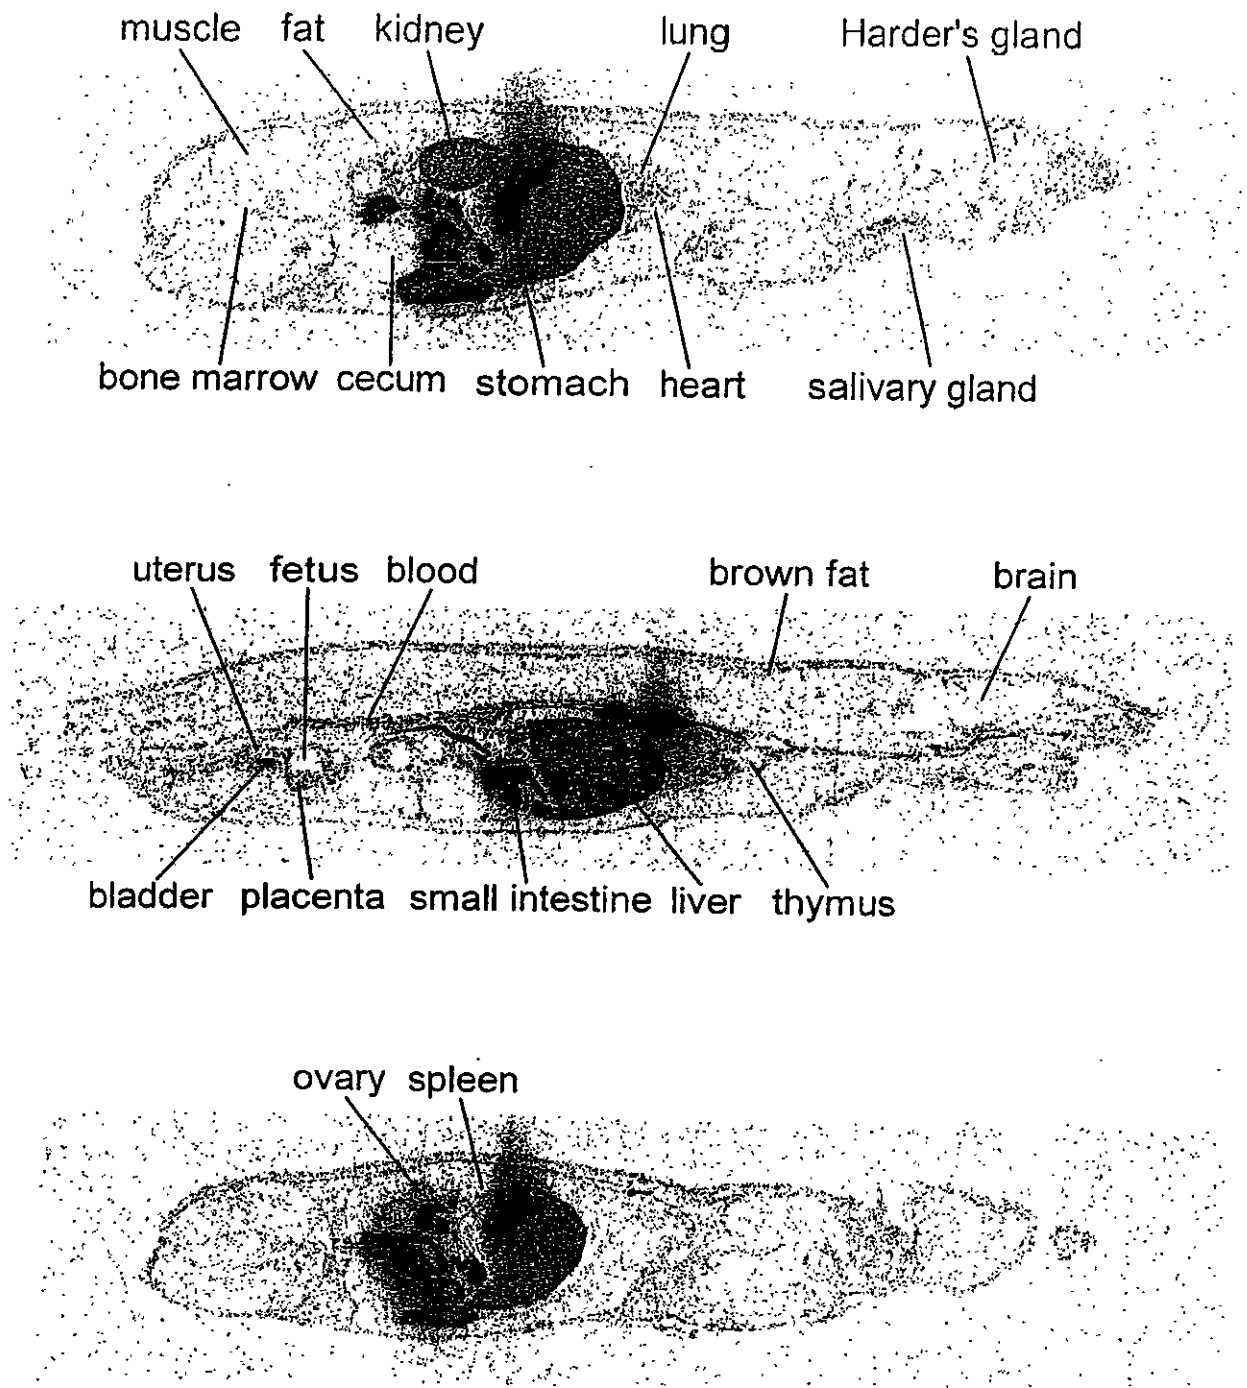 muscle fat kidney lung Harder's gland
bone marrow cecum stomach heart salivary gland
uterus fetus blood brown fat brain
bladder placenta small intestine liver thymus
ovary spleen